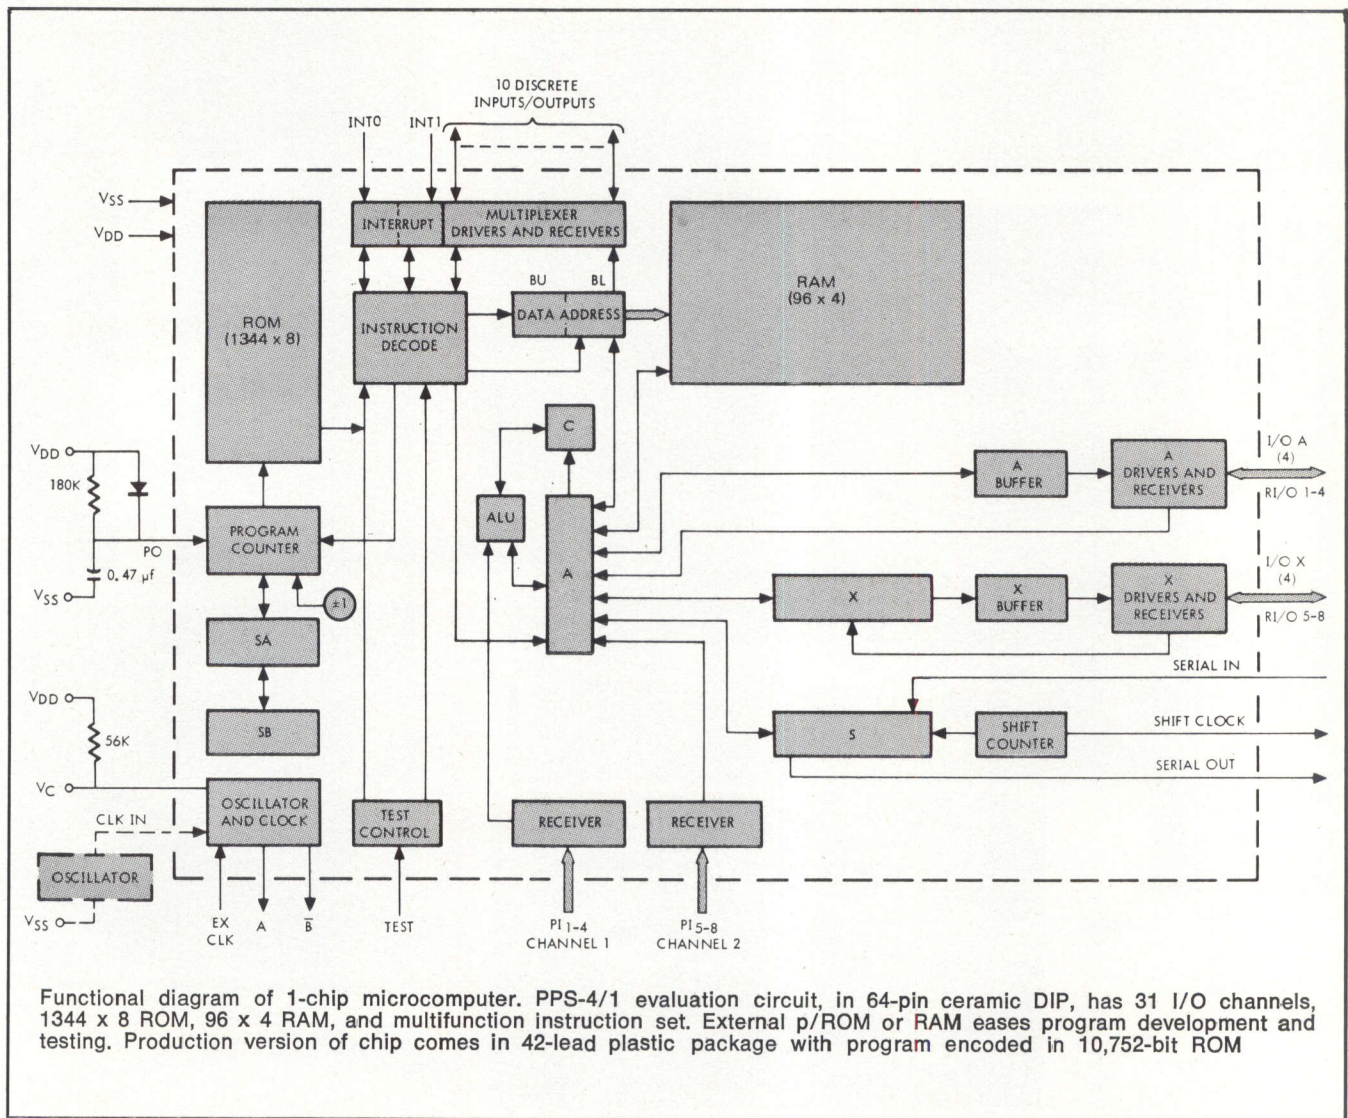 10 DISCRETE
INPUTS/OUTPUTS
INT0
INT1
VSS
VDD
INTERRUPT
MULTIPLEXER
DRIVERS AND RECEIVERS
ROM
(1344 x 8)
RAM
(96 x 4)
BU
BL
INSTRUCTION
DECODE
DATA ADDRESS
C
VDD
180K
A
BUFFER
A
DRIVERS AND
RECEIVERS
I/O A
(4)
RI/O 1-4
PROGRAM
COUNTER
ALU
PO
0.47 μf
A
VSS
±1
X
X
BUFFER
X
DRIVERS AND
RECEIVERS
I/O X
(4)
RI/O 5-8
SA
SERIAL IN
VDD
SB
56K
S
SHIFT
COUNTER
SHIFT CLOCK
SERIAL OUT
VC
OSCILLATOR
AND CLOCK
CLK IN
TEST
CONTROL
RECEIVER
RECEIVER
OSCILLATOR
VSS
EX
CLK
A
B̅
TEST
PI1-4
CHANNEL 1
PI5-8
CHANNEL 2
Functional diagram of 1-chip microcomputer. PPS-4/1 evaluation circuit, in 64-pin ceramic DIP, has 31 I/O channels,
1344 x 8 ROM, 96 x 4 RAM, and multifunction instruction set. External p/ROM or RAM eases program development and
testing. Production version of chip comes in 42-lead plastic package with program encoded in 10,752-bit ROM